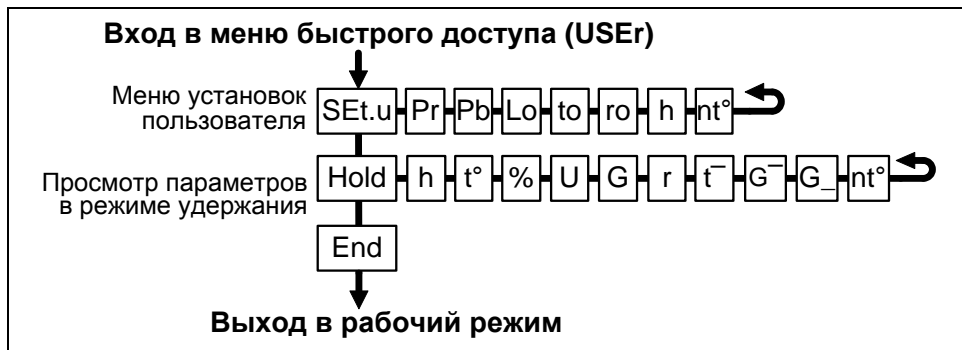 Вход в меню быстрого доступа (USEr)
Меню установок
пользователя
SEt.u Pr Pb Lo to ro h nt°
Просмотр параметров
в режиме удержания
Hold h t° % U G r t¯ G¯ G_ nt°
End
Выход в рабочий режим